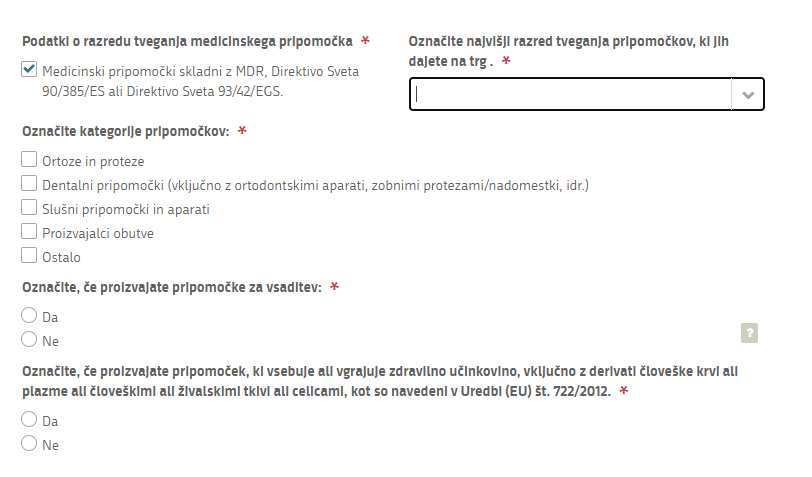 Podatki o razredu tveganja medicinskega pripomočka *
Medicinski pripomočki skladni z MDR, Direktivo Sveta
90/385/ES ali Direktivo Sveta 93/42/EGS.
Označite najvišji razred tveganja pripomočkov, ki jih
dajete na trg . *
Označite kategorije pripomočkov: *
Ortoze in proteze
Dentalni pripomočki (vključno z ortodontskimi aparati, zobnimi protezami/nadomestki, idr.)
Slušni pripomočki in aparati
Proizvajalci obutve
Ostalo
Označite, če proizvajate pripomočke za vsaditev: *
Da
Ne
?
Označite, če proizvajate pripomoček, ki vsebuje ali vgrajuje zdravilno učinkovino, vključno z derivati človeške krvi ali
plazme ali človeškimi ali živalskimi tkivi ali celicami, kot so navedeni v Uredbi (EU) št. 722/2012. *
Da
Ne